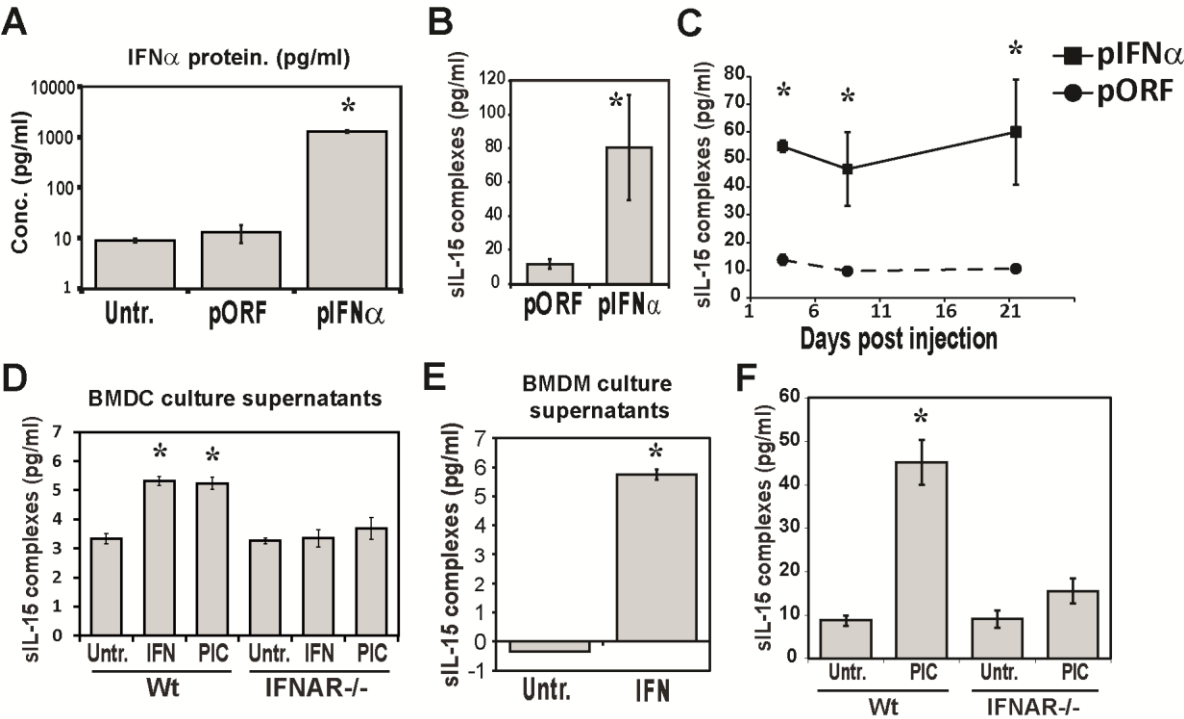 A
IFNα protein. (pg/ml)
Conc. (pg/ml)
10000
1000
100
10
1
*
Untr. pORF pIFNα
B
sIL-15 complexes (pg/ml)
120
100
80
60
40
20
0
*
pORF pIFNα
C
sIL-15 complexes (pg/ml)
80
70
60
50
40
30
20
10
0
* * *
pIFNα
pORF
1 6 11 16 21
Days post injection
D
BMDC culture supernatants
sIL-15 complexes (pg/ml)
7
6
5
4
3
2
1
0
* *
Untr. IFN PIC Untr. IFN PIC
Wt IFNAR-/-
E
BMDM culture
supernatants
sIL-15 complexes (pg/ml)
7
6
5
4
3
2
1
0
-1
*
Untr. IFN
F
sIL-15 complexes (pg/ml)
60
50
40
30
20
10
0
*
Untr. PIC Untr. PIC
Wt IFNAR-/-